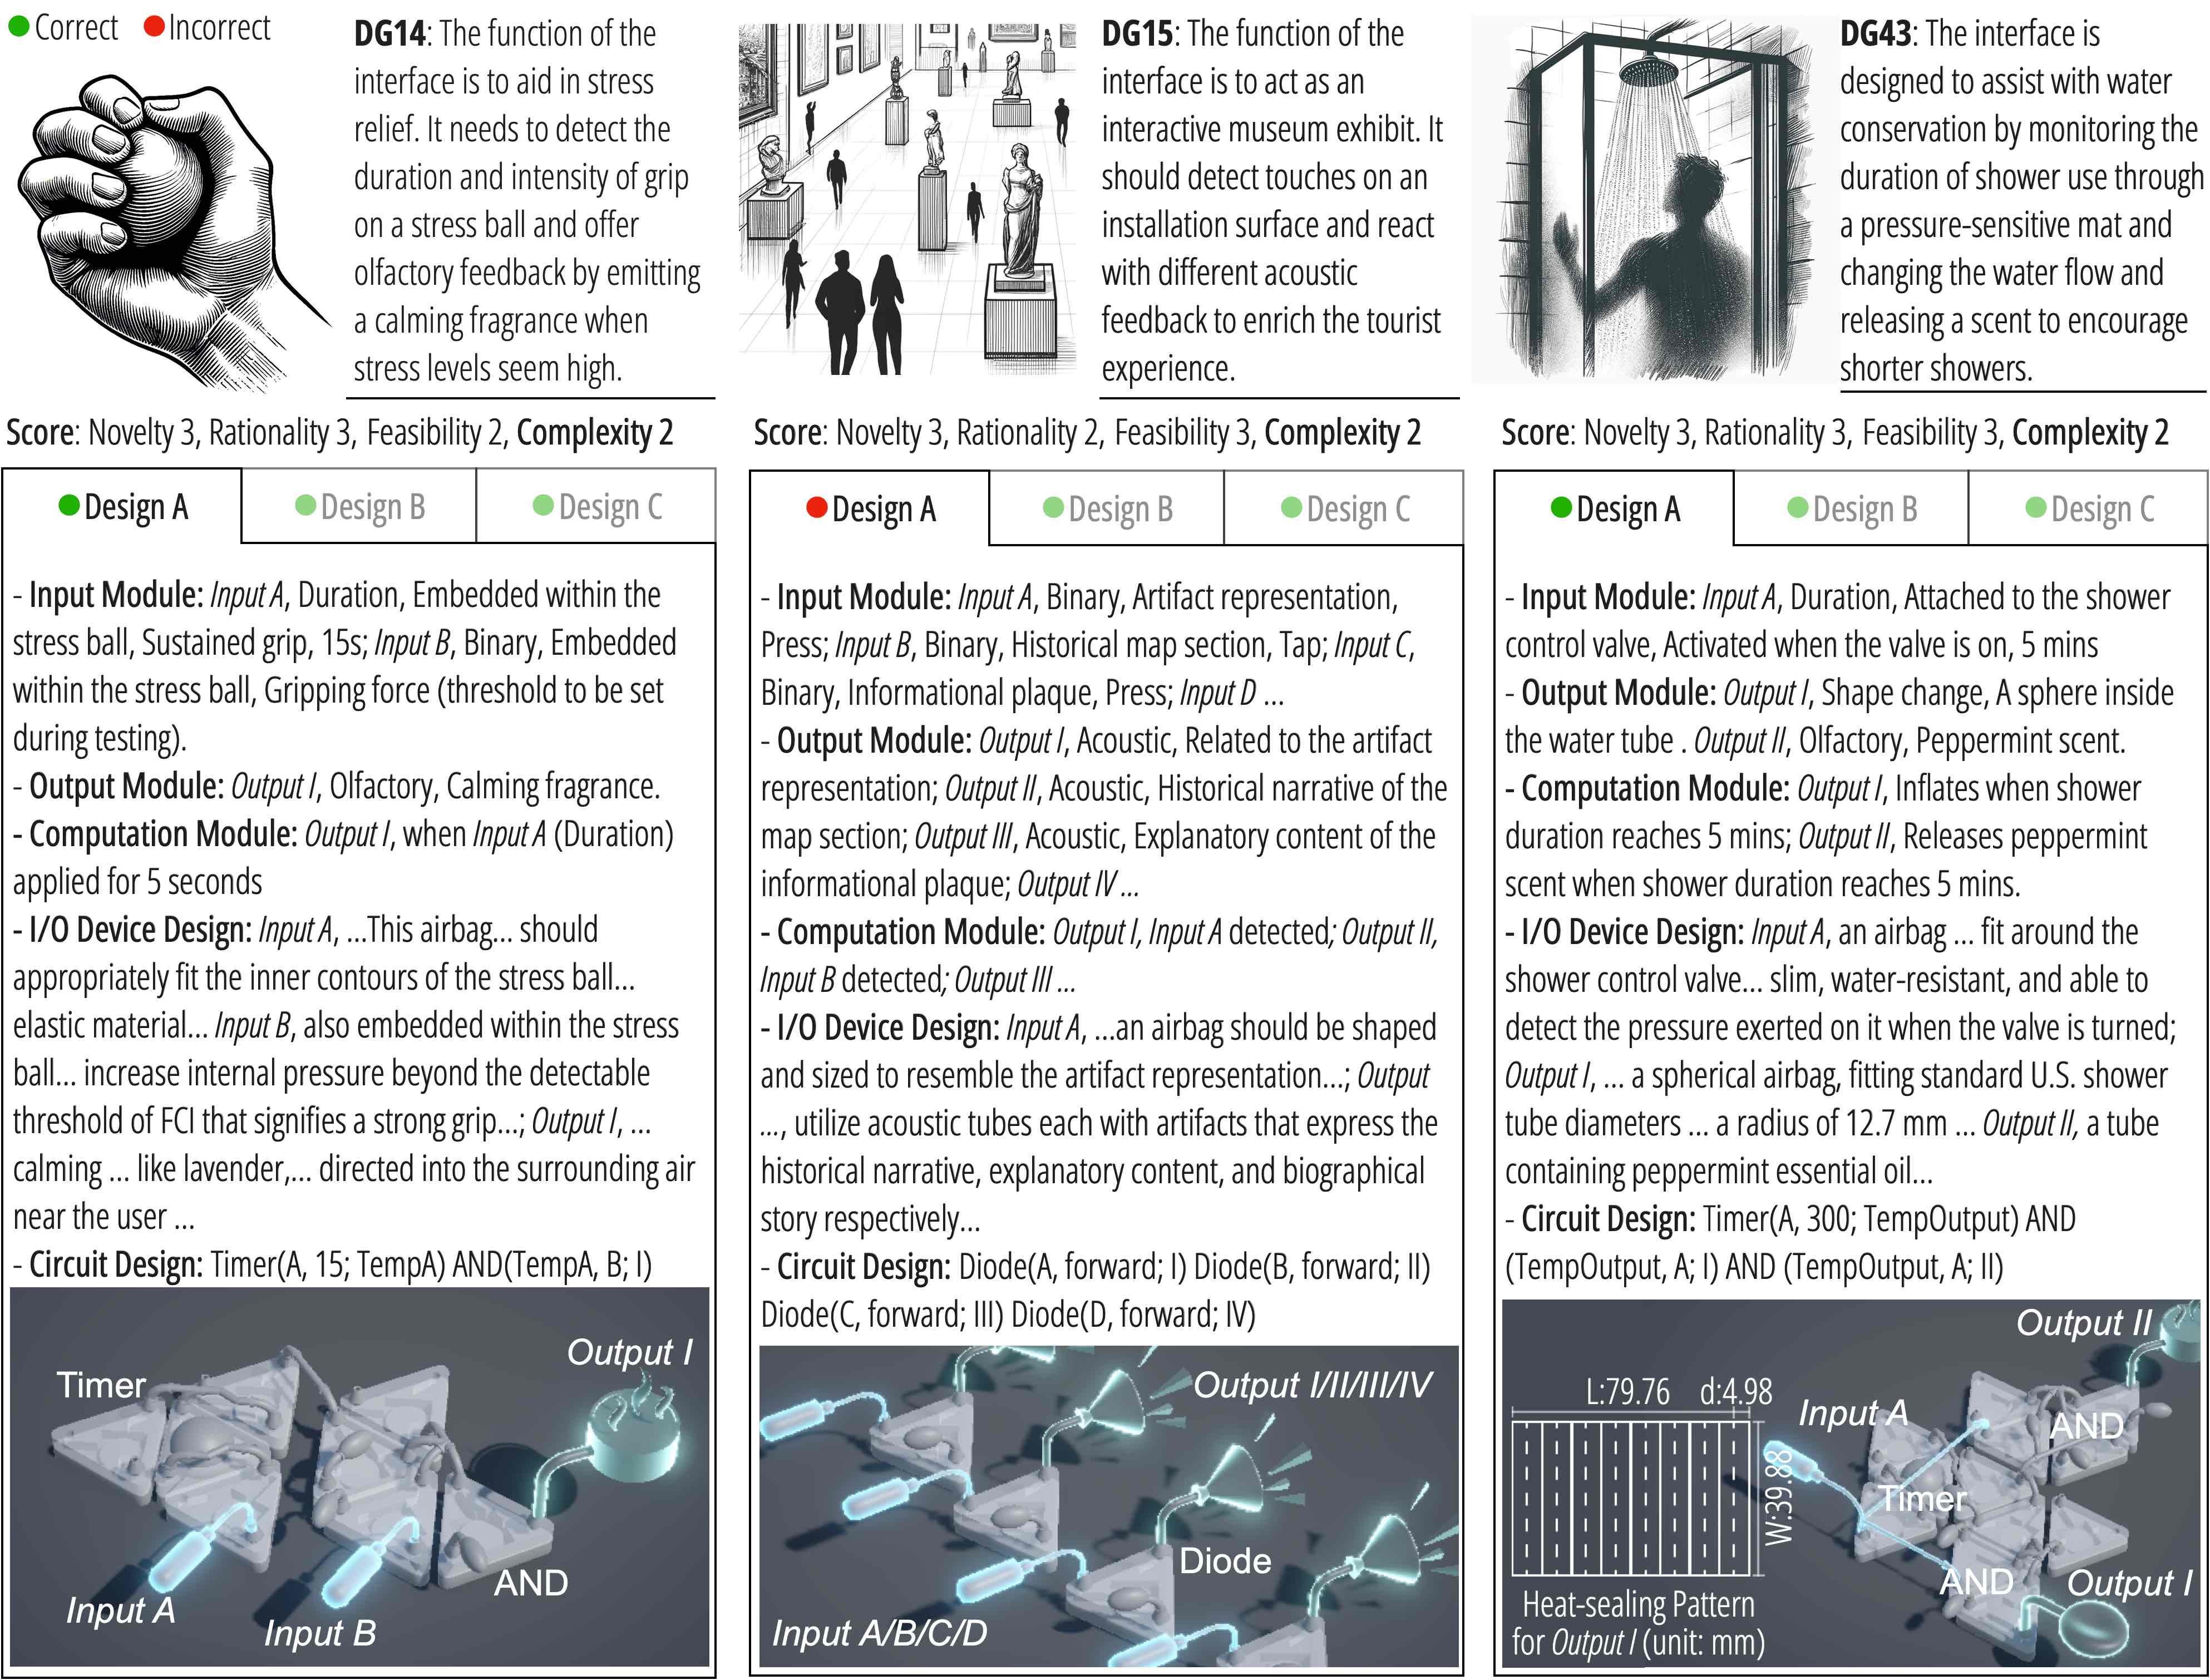 Correct Incorrect
DG14: The function of the
interface is to aid in stress
relief. It needs to detect the
duration and intensity of grip
on a stress ball and offer
olfactory feedback by emitting
a calming fragrance when
stress levels seem high.
Score: Novelty 3, Rationality 3, Feasibility 2, Complexity 2
Design A Design B Design C
- Input Module: Input A, Duration, Embedded within the
stress ball, Sustained grip, 15s; Input B, Binary, Embedded
within the stress ball, Gripping force (threshold to be set
during testing).
- Output Module: Output I, Olfactory, Calming fragrance.
- Computation Module: Output I, when Input A (Duration)
applied for 5 seconds
- I/O Device Design: Input A, ...This airbag... should
appropriately fit the inner contours of the stress ball...
elastic material... Input B, also embedded within the stress
ball... increase internal pressure beyond the detectable
threshold of FCI that signifies a strong grip...; Output I, ...
calming ... like lavender,... directed into the surrounding air
near the user ...
- Circuit Design: Timer(A, 15; TempA) AND(TempA, B; I)
Output I
Timer
AND
Input A
Input B
DG15: The function of the
interface is to act as an
interactive museum exhibit. It
should detect touches on an
installation surface and react
with different acoustic
feedback to enrich the tourist
experience.
Score: Novelty 3, Rationality 2, Feasibility 3, Complexity 2
Design A Design B Design C
- Input Module: Input A, Binary, Artifact representation,
Press; Input B, Binary, Historical map section, Tap; Input C,
Binary, Informational plaque, Press; Input D ...
- Output Module: Output I, Acoustic, Related to the artifact
representation; Output II, Acoustic, Historical narrative of the
map section; Output III, Acoustic, Explanatory content of the
informational plaque; Output IV ...
- Computation Module: Output I, Input A detected; Output II,
Input B detected; Output III ...
- I/O Device Design: Input A, ...an airbag should be shaped
and sized to resemble the artifact representation...; Output
..., utilize acoustic tubes each with artifacts that express the
historical narrative, explanatory content, and biographical
story respectively...
- Circuit Design: Diode(A, forward; I) Diode(B, forward; II)
Diode(C, forward; III) Diode(D, forward; IV)
Output I/II/III/IV
Diode
Input A/B/C/D
DG43: The interface is
designed to assist with water
conservation by monitoring the
duration of shower use through
a pressure-sensitive mat and
changing the water flow and
releasing a scent to encourage
shorter showers.
Score: Novelty 3, Rationality 3, Feasibility 3, Complexity 2
Design A Design B Design C
- Input Module: Input A, Duration, Attached to the shower
control valve, Activated when the valve is on, 5 mins
- Output Module: Output I, Shape change, A sphere inside
the water tube . Output II, Olfactory, Peppermint scent.
- Computation Module: Output I, Inflates when shower
duration reaches 5 mins; Output II, Releases peppermint
scent when shower duration reaches 5 mins.
- I/O Device Design: Input A, an airbag ... fit around the
shower control valve... slim, water-resistant, and able to
detect the pressure exerted on it when the valve is turned;
Output I, ... a spherical airbag, fitting standard U.S. shower
tube diameters ... a radius of 12.7 mm ... Output II, a tube
containing peppermint essential oil...
- Circuit Design: Timer(A, 300; TempOutput) AND
(TempOutput, A; I) AND (TempOutput, A; II)
Output II
L:79.76 d:4.98
Input A
AND
W:39.88
Timer
AND
Output I
Heat-sealing Pattern
for Output I (unit: mm)